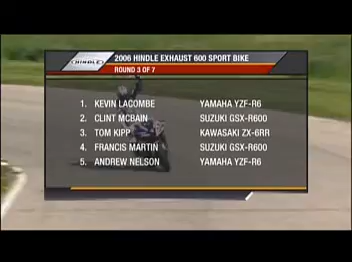 HINDLE
2006 HINDLE EXHAUST 600 SPORT BIKE
ROUND 3 OF 7
1. KEVIN LACOMBE YAMAHA YZF-R6
2. CLINT MCBAIN SUZUKI GSX-R600
3. TOM KIPP KAWASAKI ZX-6RR
4. FRANCIS MARTIN SUZUKI GSX-R600
5. ANDREW NELSON YAMAHA YZF-R6